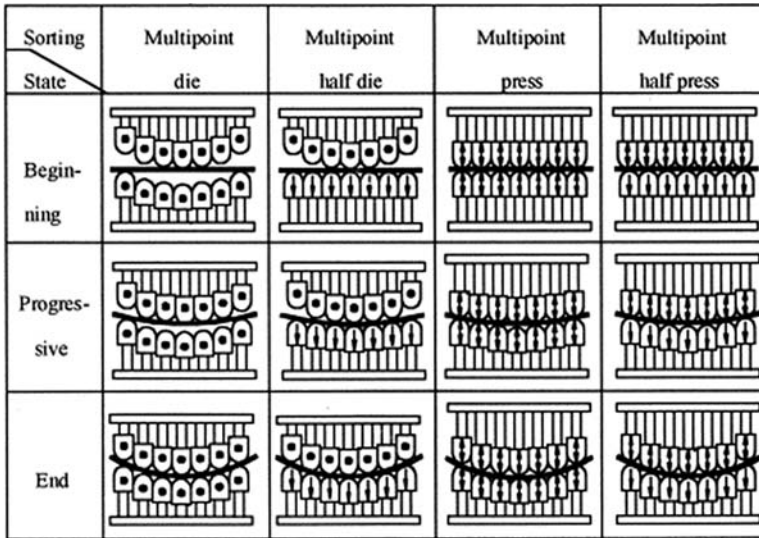 Sorting
State
Multipoint
die
Multipoint
half die
Multipoint
press
Multipoint
half press
Begin-
ning
Progres-
sive
End